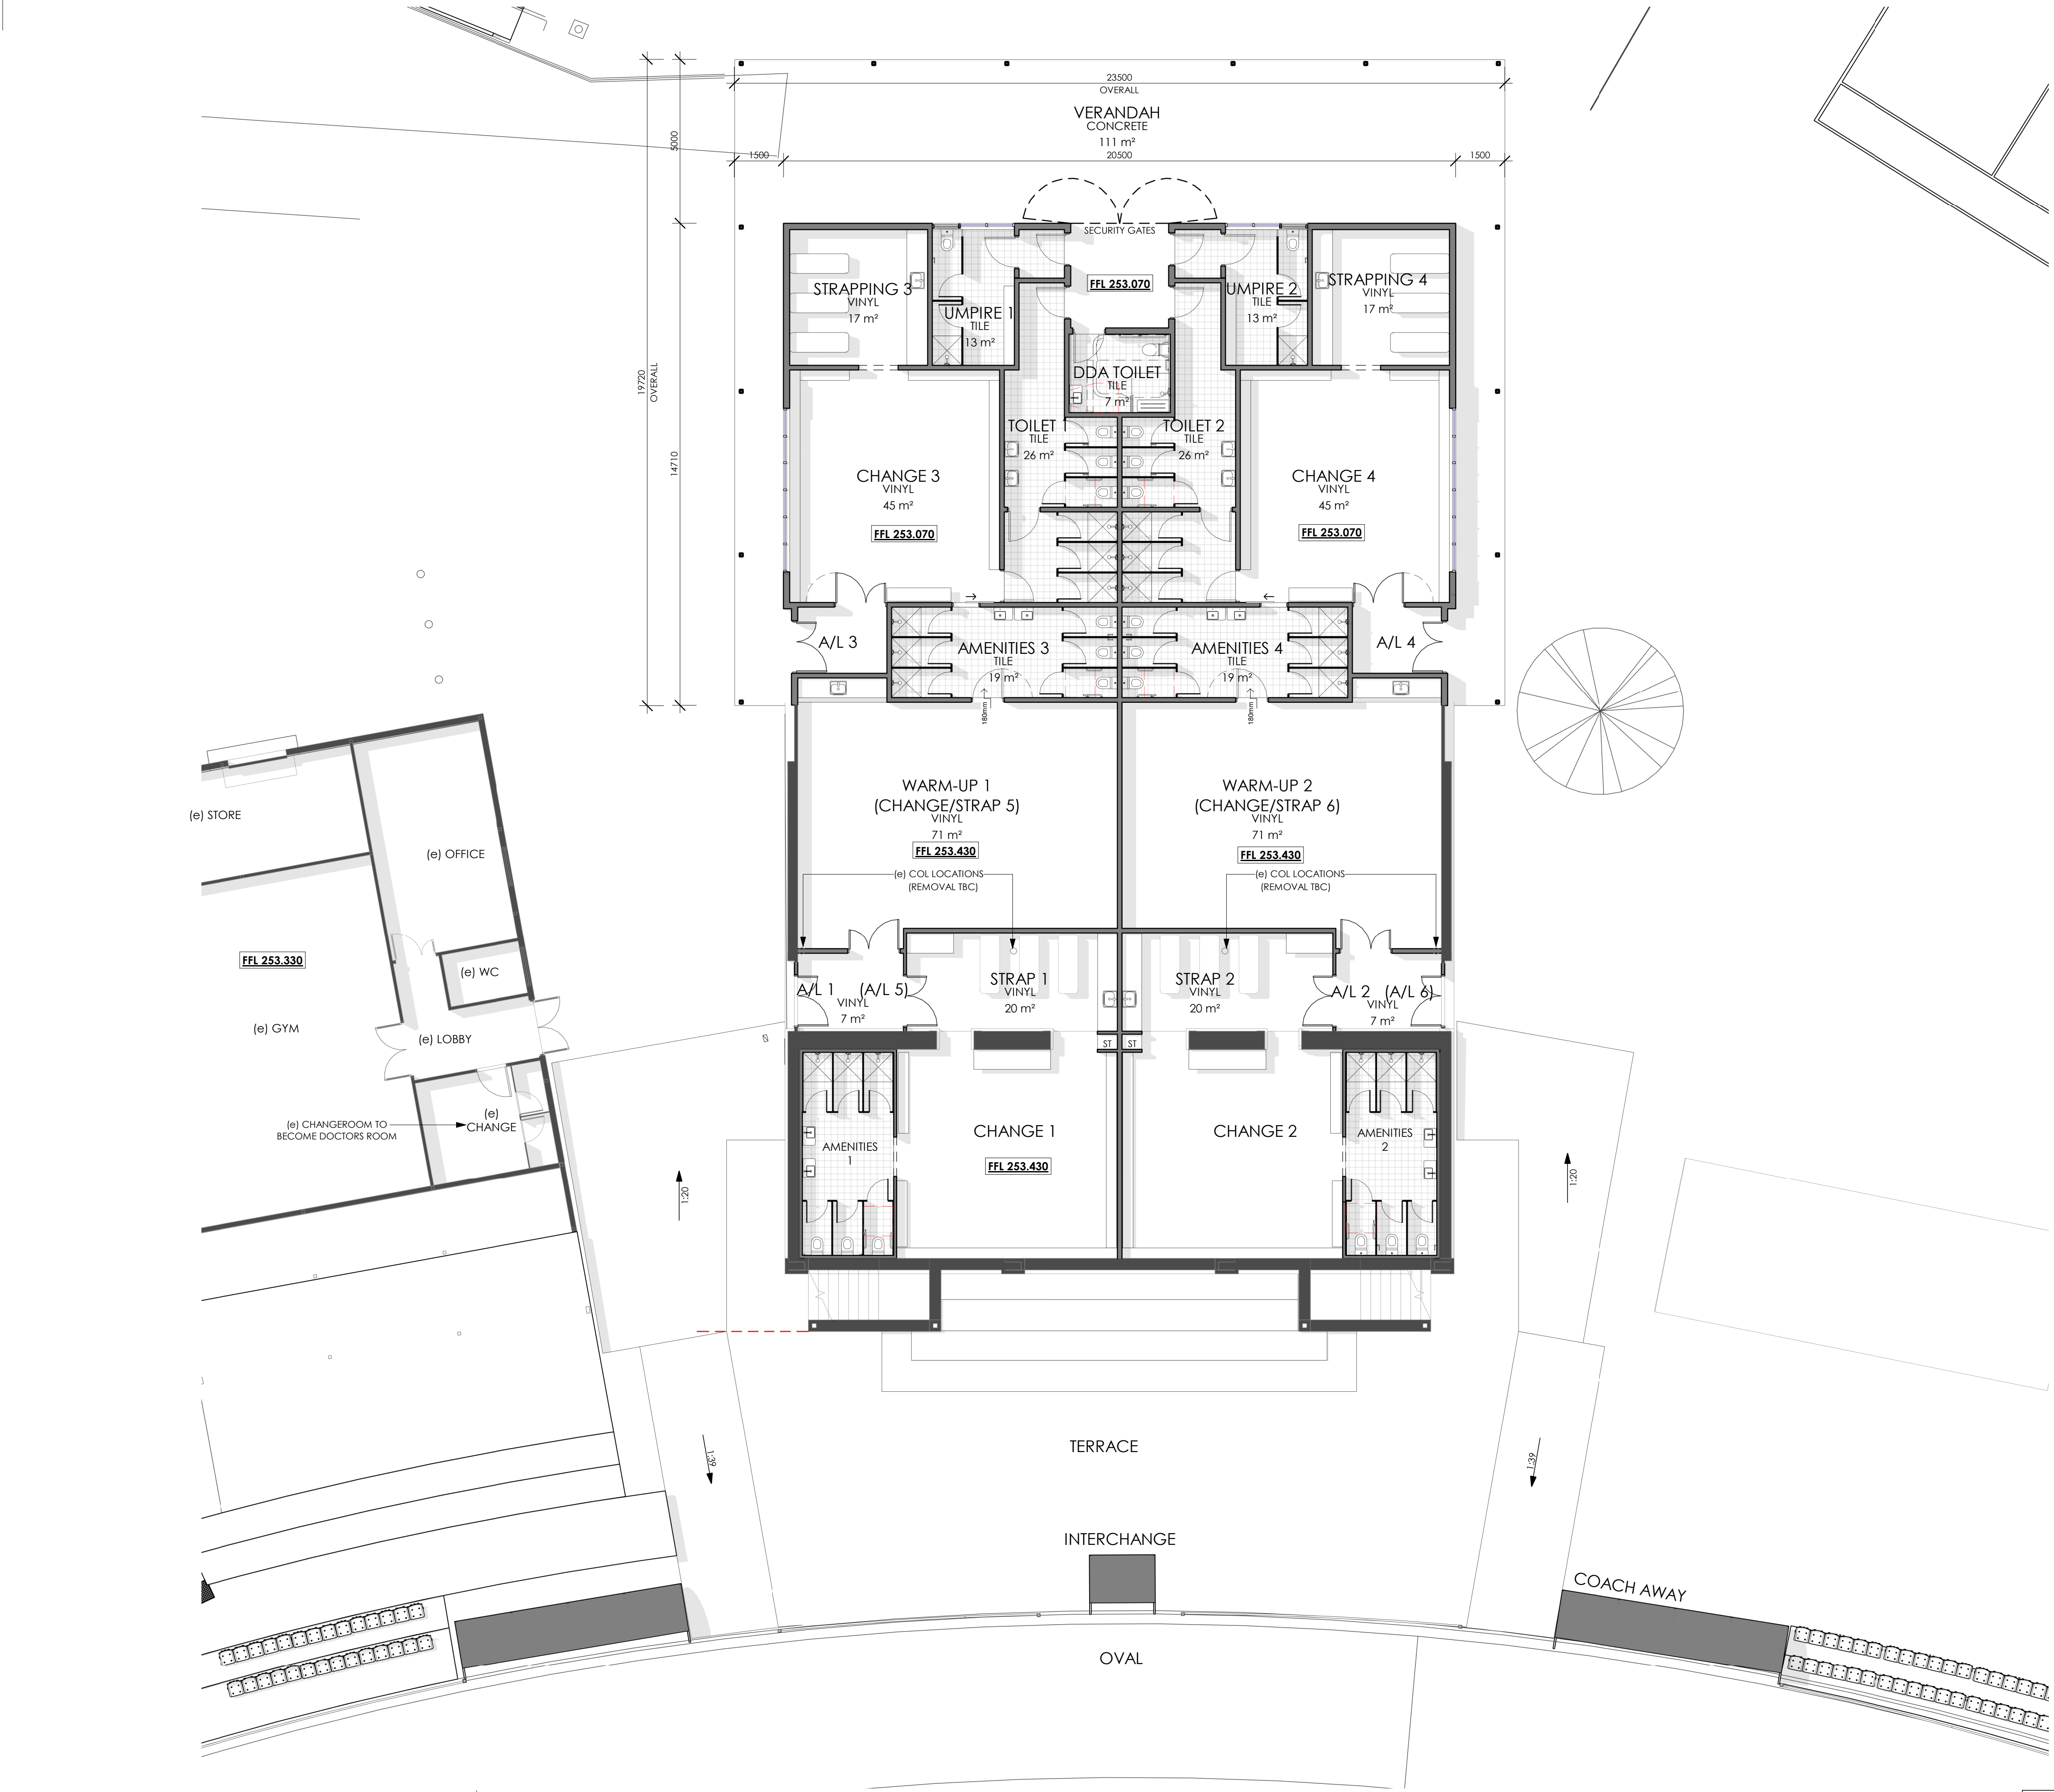 23500
OVERALL
VERANDAH
CONCRETE
111 m²
1500
20500
1500
5000
SECURITY GATES
FFL 253.070
STRAPPING 3
VINYL
17 m²
UMPIRE 1
TILE
13 m²
UMPIRE 2
TILE
13 m²
STRAPPING 4
VINYL
17 m²
19720
OVERALL
14710
DDA TOILET
TILE
7 m²
TOILET 1
TILE
26 m²
TOILET 2
TILE
26 m²
CHANGE 3
VINYL
45 m²
FFL 253.070
CHANGE 4
VINYL
45 m²
FFL 253.070
A/L 3
AMENITIES 3
TILE
19 m²
AMENITIES 4
TILE
19 m²
A/L 4
180mm
180mm
WARM-UP 1
(CHANGE/STRAP 5)
VINYL
71 m²
FFL 253.430
WARM-UP 2
(CHANGE/STRAP 6)
VINYL
71 m²
FFL 253.430
(e) COL LOCATIONS
(REMOVAL TBC)
(e) COL LOCATIONS
(REMOVAL TBC)
(e) STORE
(e) OFFICE
FFL 253.330
(e) WC
(e) GYM
(e) LOBBY
(e)
CHANGE
(e) CHANGEROOM TO
BECOME DOCTORS ROOM
A/L 1 (A/L 5)
VINYL
7 m²
STRAP 1
VINYL
20 m²
STRAP 2
VINYL
20 m²
A/L 2 (A/L 6)
VINYL
7 m²
ST
ST
AMENITIES
1
CHANGE 1
FFL 253.430
CHANGE 2
AMENITIES
2
1:20
1:20
TERRACE
1:39
1:39
INTERCHANGE
COACH AWAY
OVAL